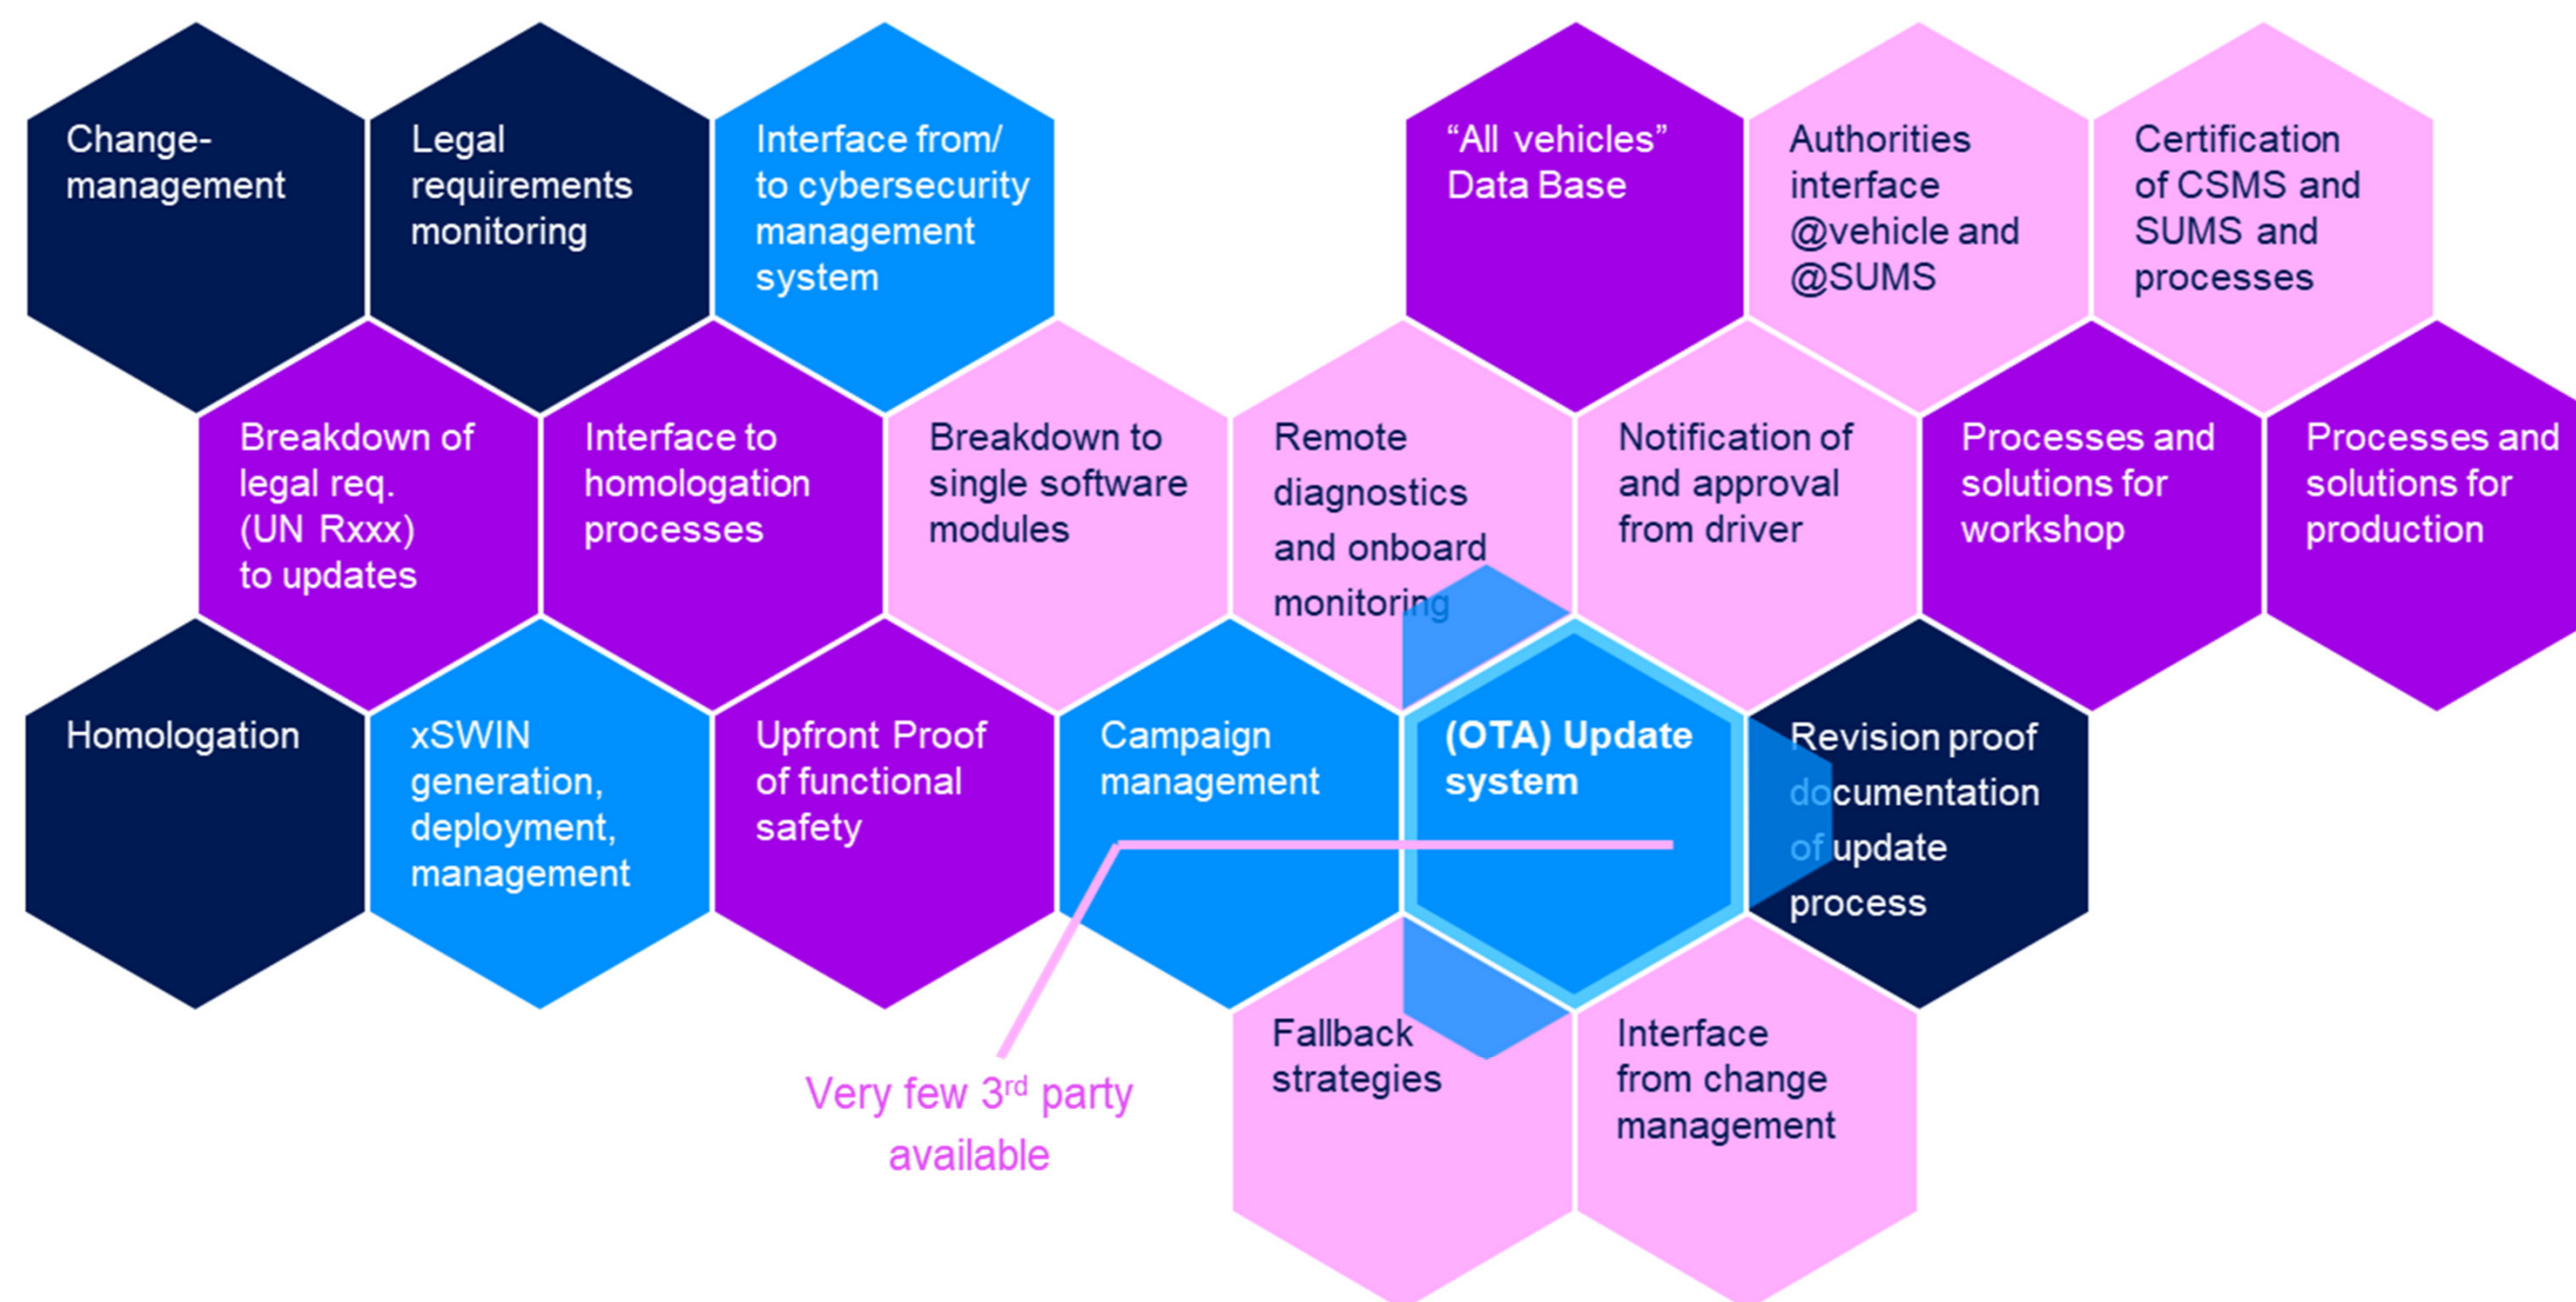 Change-
management
Legal
requirements
monitoring
Interface from/
to cybersecurity
management
system
“All vehicles”
Data Base
Authorities
interface
@vehicle and
@SUMS
Certification
of CSMS and
SUMS and
processes
Breakdown of
legal req.
(UN Rxxx)
to updates
Interface to
homologation
processes
Breakdown to
single software
modules
Remote
diagnostics
and onboard
monitoring
Notification of
and approval
from driver
Processes and
solutions for
workshop
Processes and
solutions for
production
Homologation
xSWIN
generation,
deployment,
management
Upfront Proof
of functional
safety
Campaign
management
(OTA) Update
system
Revision proof
documentation
of update
process
Very few 3rd party
available
Fallback
strategies
Interface
from change
management